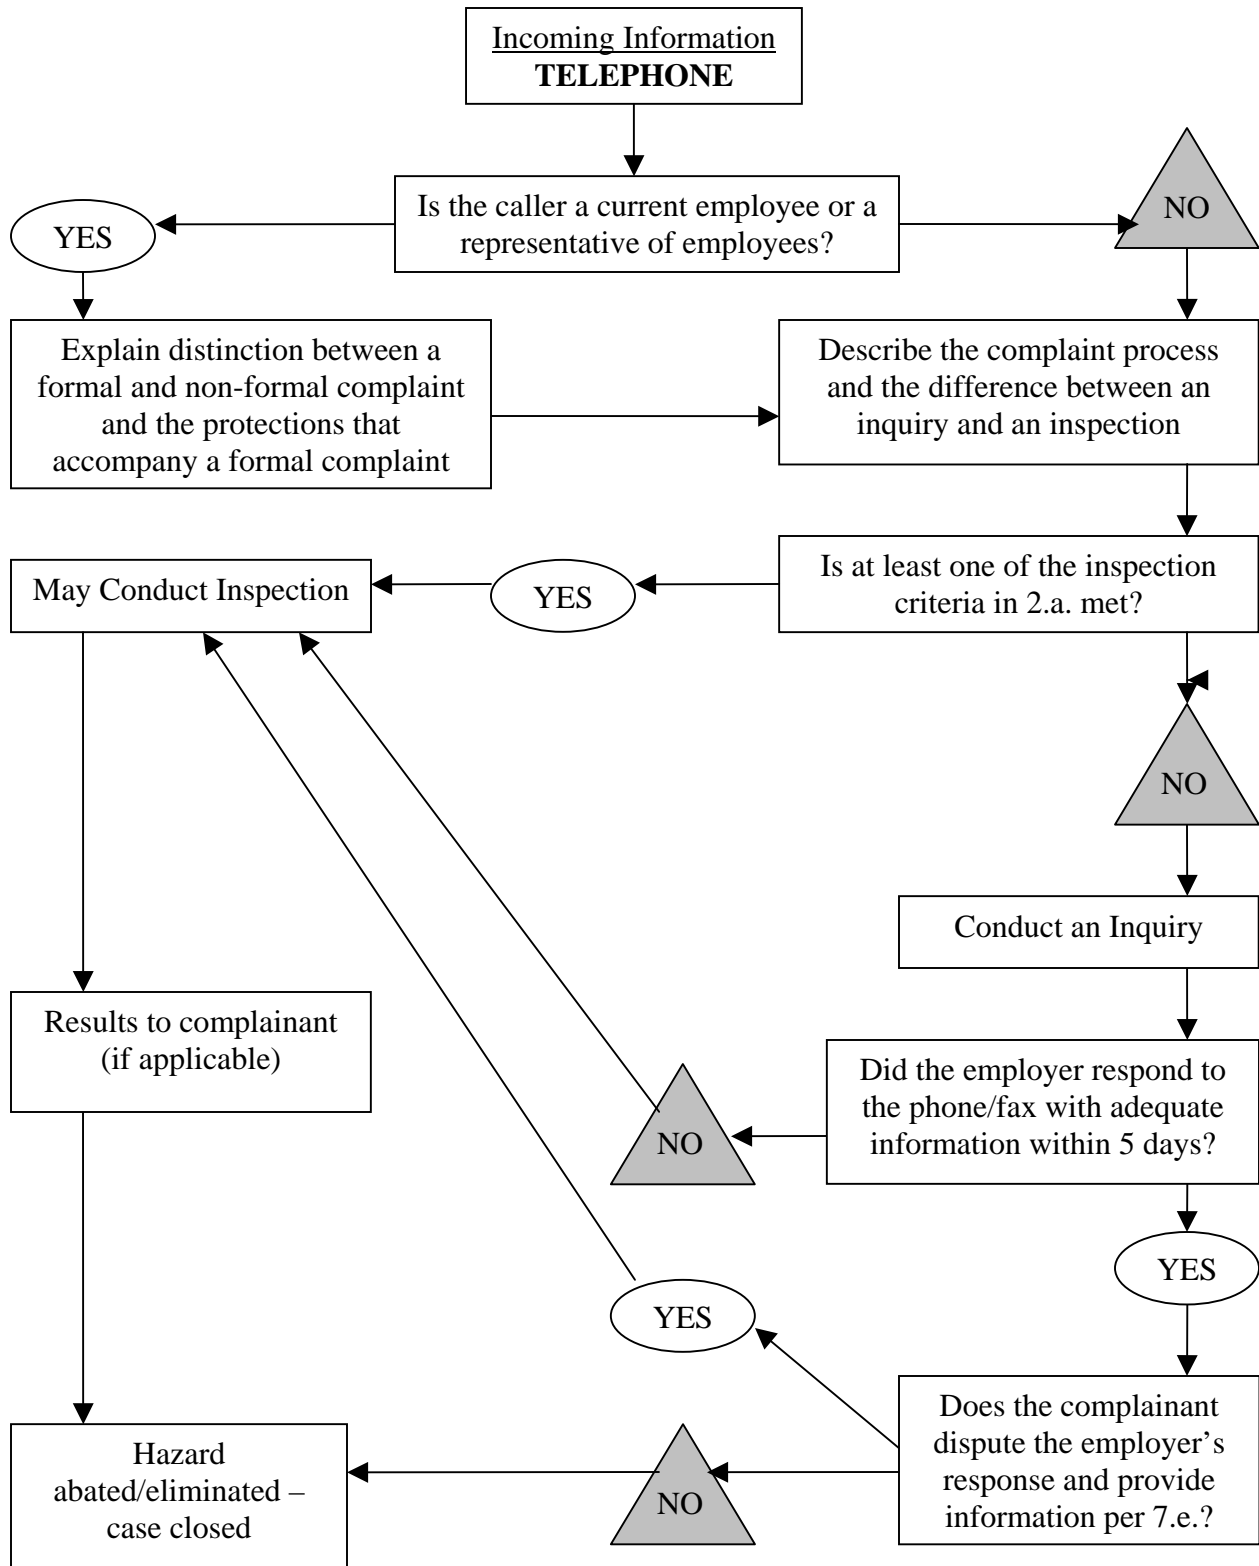 Incoming Information
TELEPHONE
Is the caller a current employee or a
representative of employees?
YES
NO
Explain distinction between a
formal and non-formal complaint
and the protections that
accompany a formal complaint
Describe the complaint process
and the difference between an
inquiry and an inspection
Is at least one of the inspection
criteria in 2.a. met?
YES
May Conduct Inspection
NO
Conduct an Inquiry
Results to complainant
(if applicable)
Did the employer respond to
the phone/fax with adequate
information within 5 days?
NO
YES
YES
Does the complainant
dispute the employer’s
response and provide
information per 7.e.?
NO
Hazard
abated/eliminated –
case closed